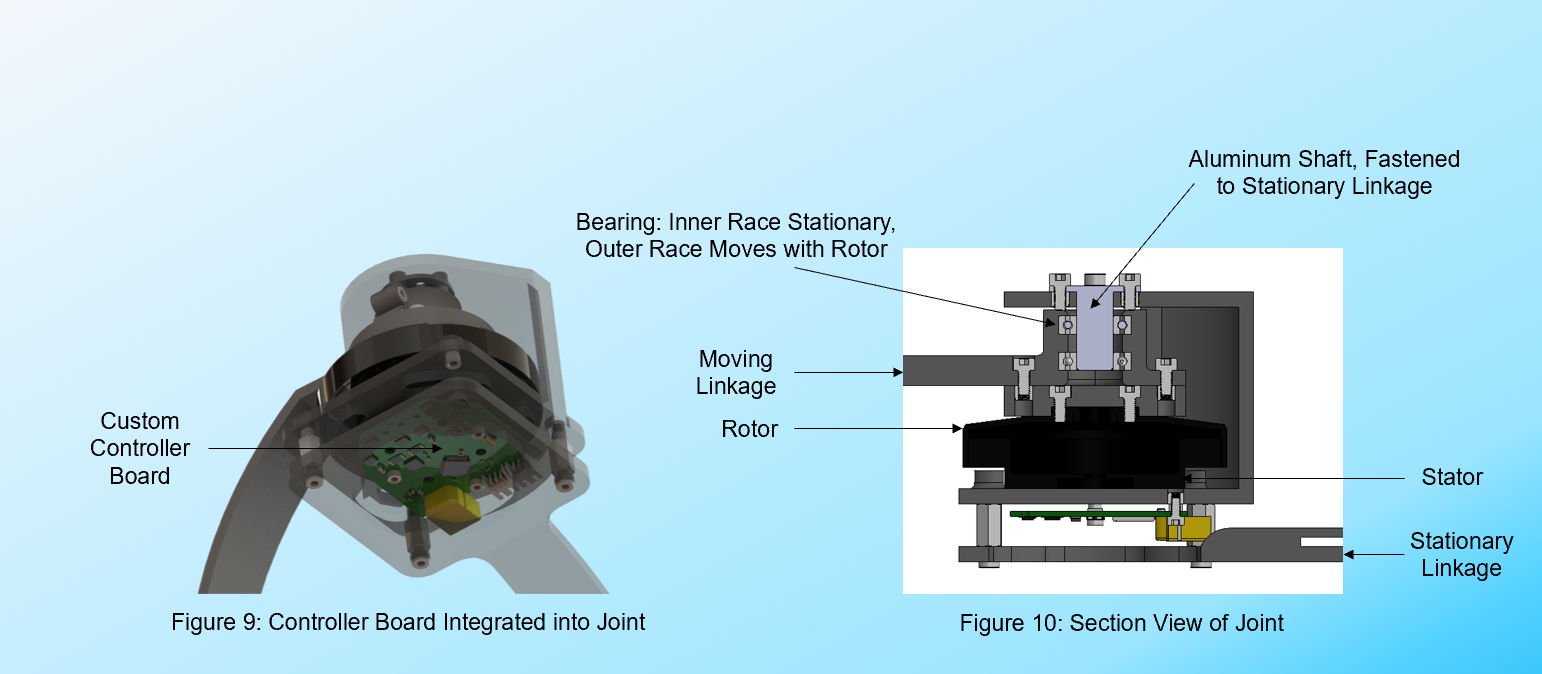 Aluminum Shaft, Fastened
to Stationary Linkage
Bearing: Inner Race Stationary,
Outer Race Moves with Rotor
Moving
Linkage
Rotor
Custom
Controller
Board
Stator
Stationary
Linkage
Figure 9: Controller Board Integrated into Joint
Figure 10: Section View of Joint